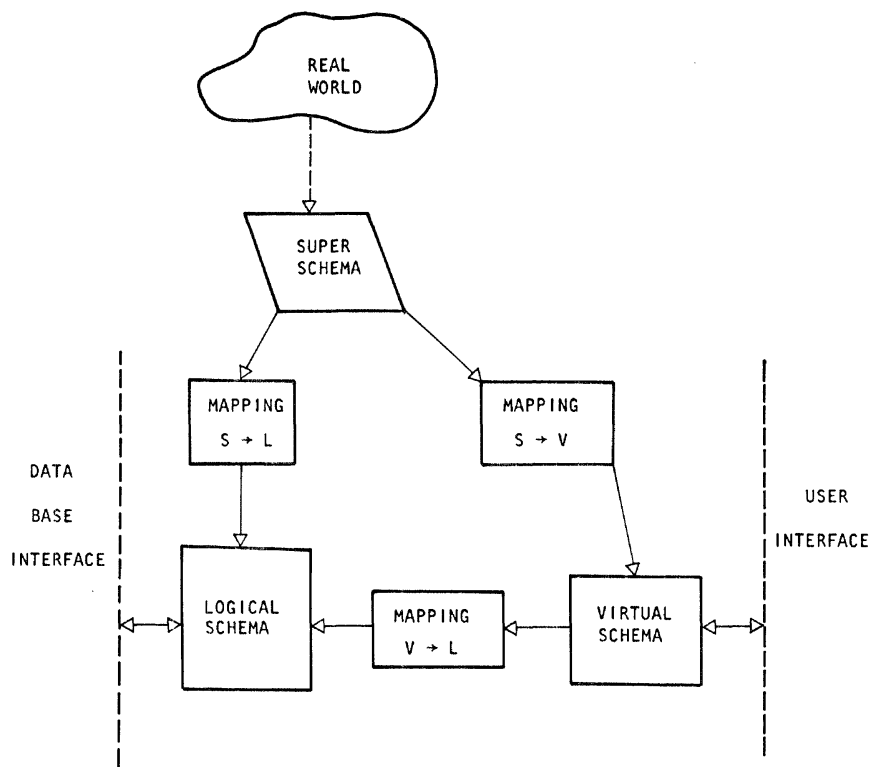 REAL
WORLD
SUPER
SCHEMA
MAPPING
S → L
MAPPING
S → V
DATA
BASE
INTERFACE
USER
INTERFACE
LOGICAL
SCHEMA
MAPPING
V → L
VIRTUAL
SCHEMA